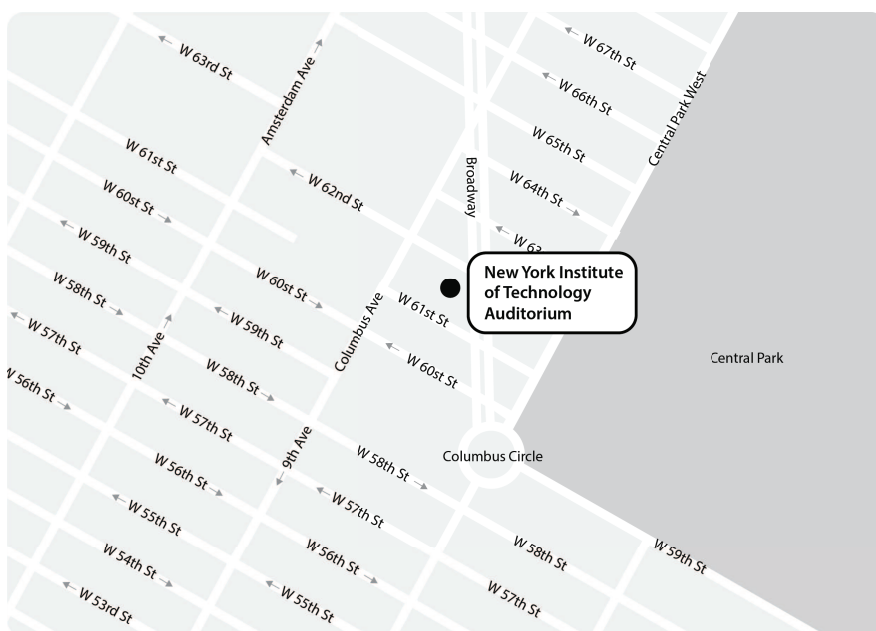 W 67th St
W 63rd St
W 66th St
Amsterdam Ave
Central Park West
W 65th St
W 61st St
Broadway
W 64th St
W 62nd St
W 60st St
W 59th St
W 63
New York Institute
of Technology
Auditorium
W 60st St
W 58th St
W 61st St
W 59th St
Columbus Ave
W 57th St
10th Ave
Central Park
W 60st St
W 56th St
W 58th St
W 57th St
9th Ave
Columbus Circle
W 58th St
W 56th St
W 57th St
W 55th St
W 58th St
W 59th St
W 56th St
W 54th St
W 57th St
W 55th St
W 53rd St